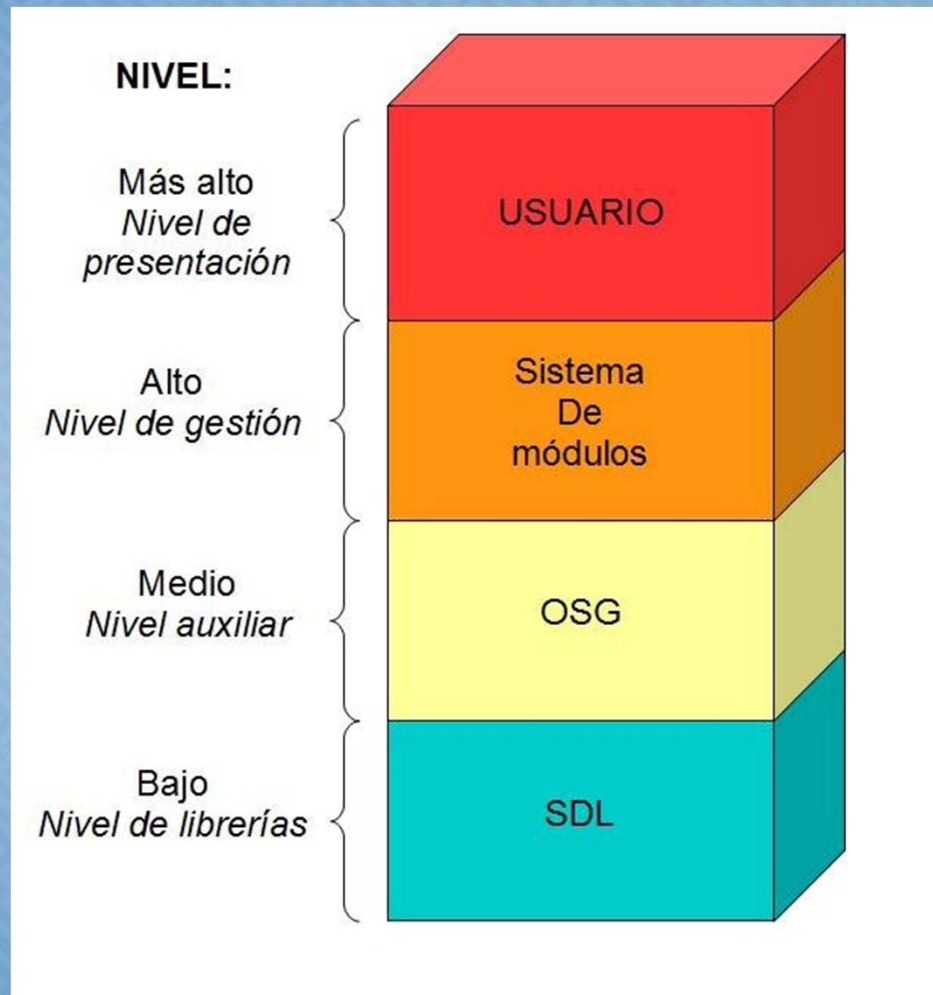 NIVEL:
Más alto
Nivel de
presentación
USUARIO
Alto
Nivel de gestión
Sistema
De
módulos
Medio
Nivel auxiliar
OSG
Bajo
Nivel de librerías
SDL